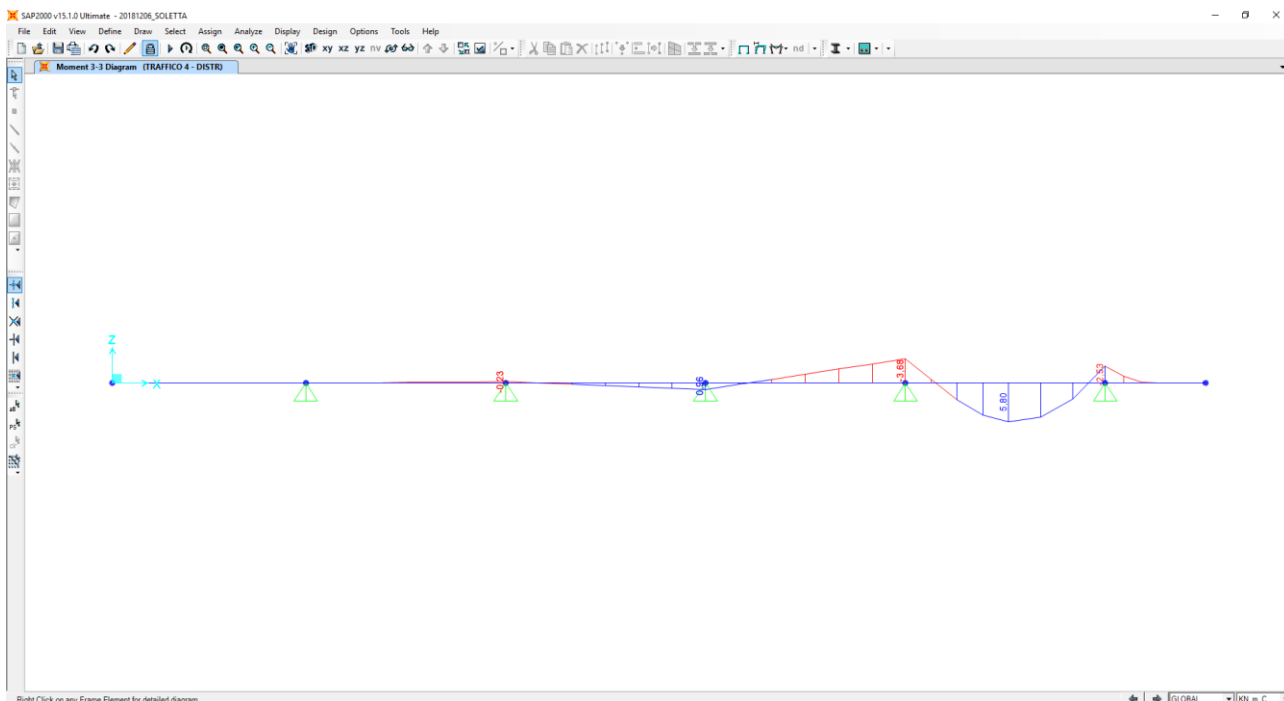 SAP2000 v15.1.0 Ultimate - 20181206_SOLETTA
File Edit View Define Draw Select Assign Analyze Display Design Options Tools Help
xy xz yz nv nd
Moment 3-3 Diagram (TRAFFICO 4 - DISTR)
Z
X
-0.23
0.96
-3.68
5.80
-2.53
Right Click on any Frame Element for detailed diagram
GLOBAL
KN, m, C